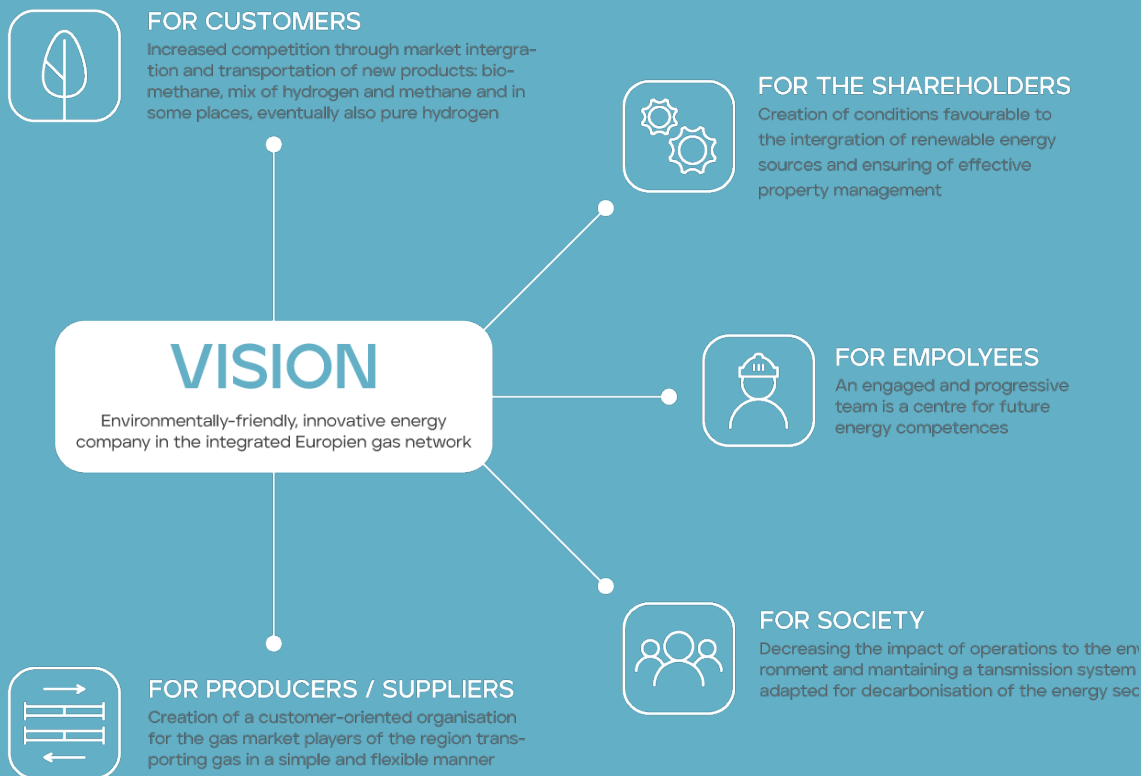 FOR CUSTOMERS
Increased competition through market intergra-
tion and transportation of new products: bio-
methane, mix of hydrogen and methane and in
some places, eventually also pure hydrogen
FOR THE SHAREHOLDERS
Creation of conditions favourable to
the intergration of renewable energy
sources and ensuring of effective
property management
VISION
Environmentally-friendly, innovative energy
company in the integrated Europien gas network
FOR EMPOLYEES
An engaged and progressive
team is a centre for future
energy competences
FOR SOCIETY
Decreasing the impact of operations to the
ronment and mantaining a tansmission system
adapted for decarbonisation of the energy
FOR PRODUCERS / SUPPLIERS
Creation of a customer-oriented organisation
for the gas market players of the region trans-
porting gas in a simple and flexible manner